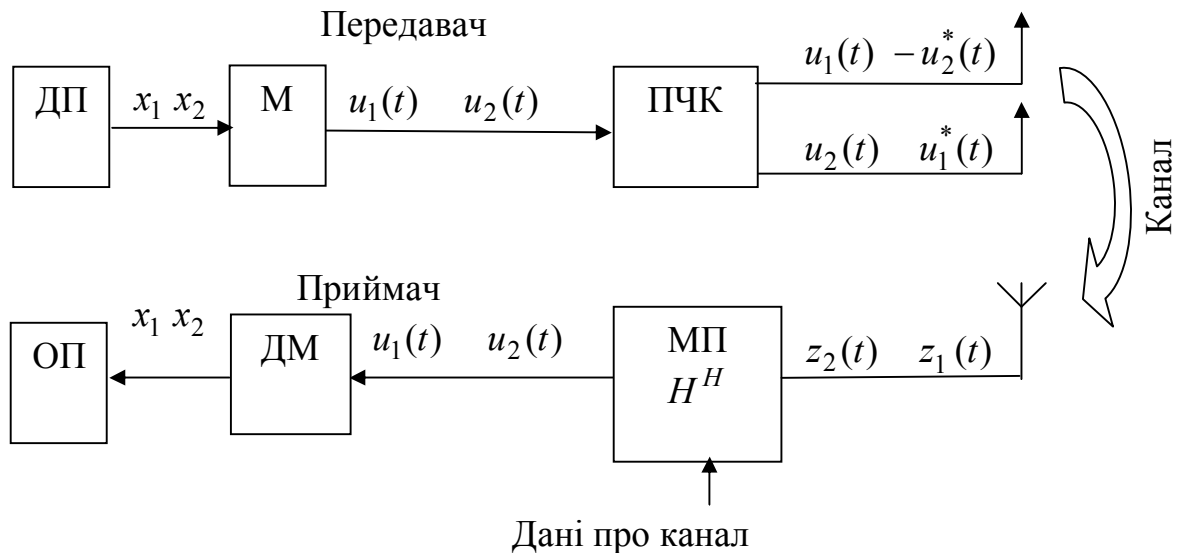 Передавач
ДП
x₁ x₂
М
u₁(t) u₂(t)
ПЧК
u₁(t) −u₂*(t)
u₂(t) u₁*(t)
Канал
Приймач
ОП
x₁ x₂
ДМ
u₁(t) u₂(t)
МП
Hᴴ
z₂(t) z₁(t)
Дані про канал